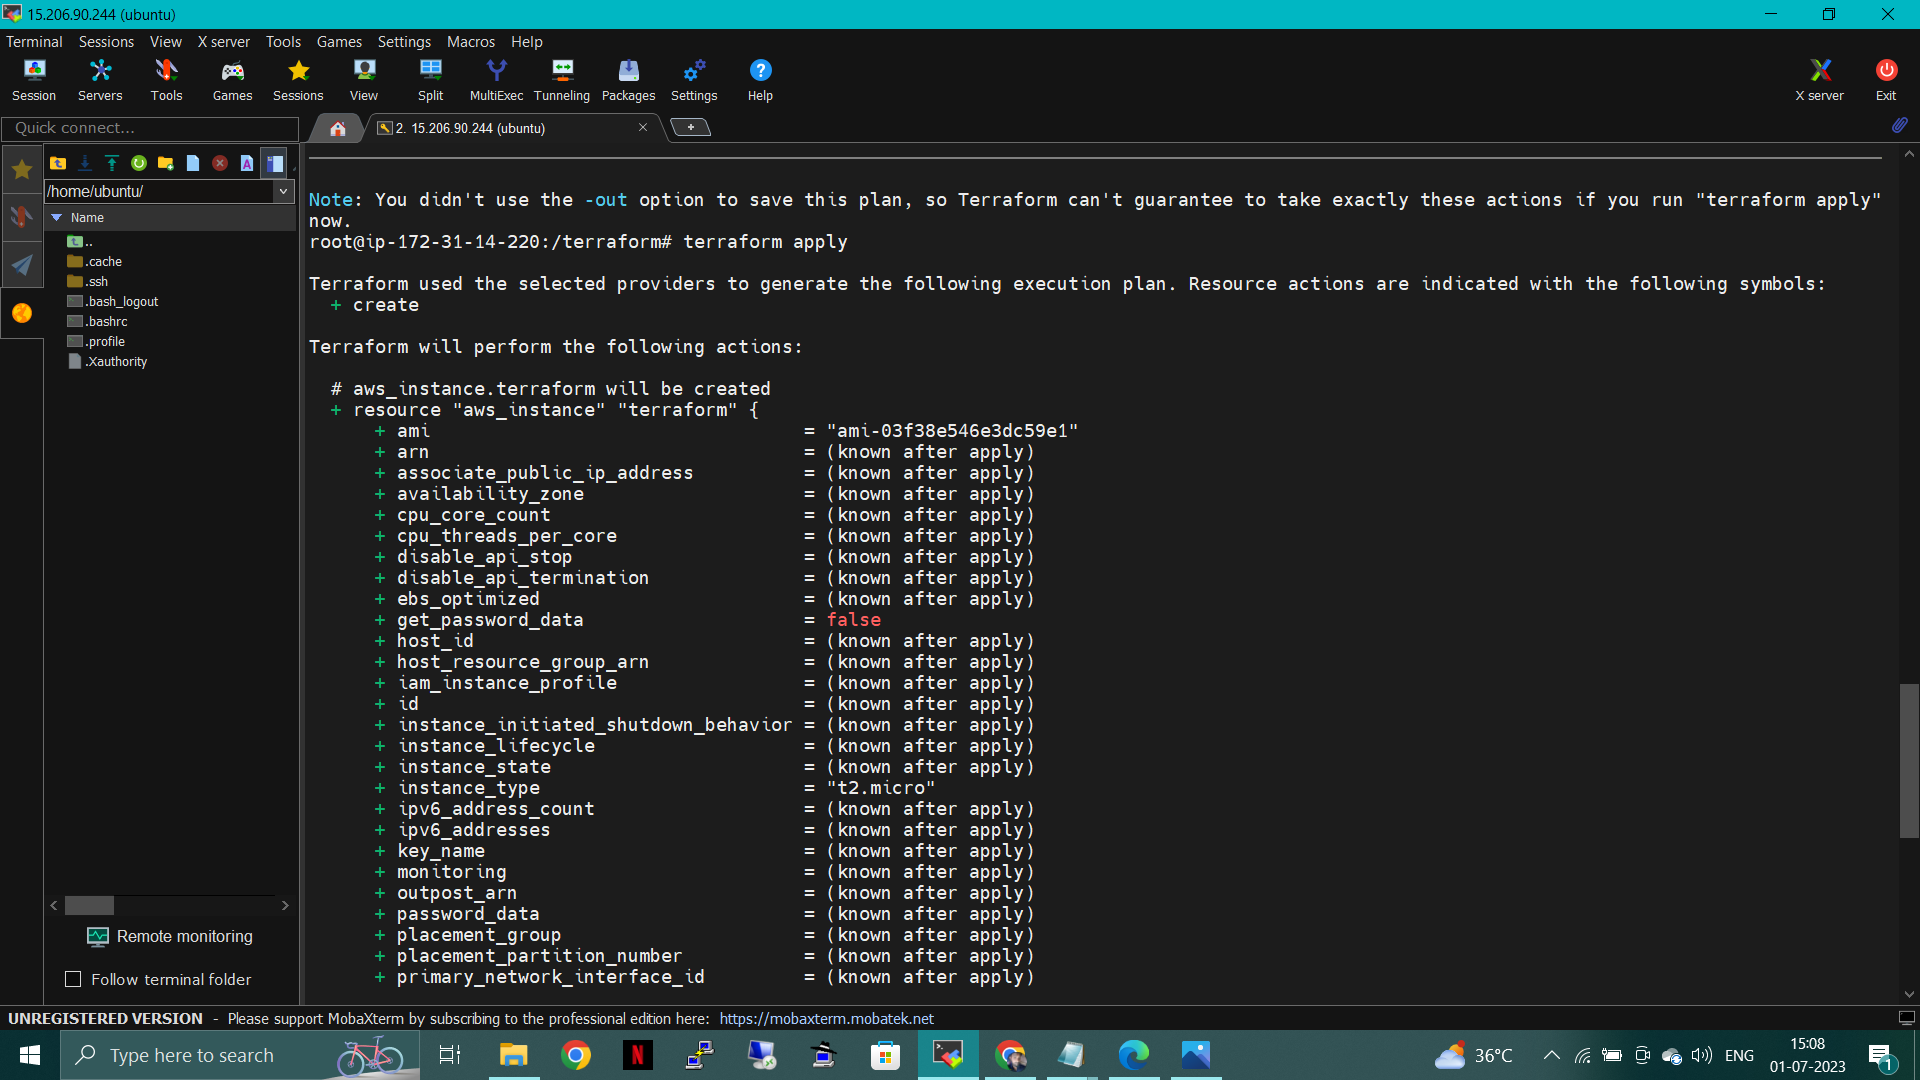 15.206.90.244 (ubuntu)
Terminal Sessions View X server Tools Games Settings Macros Help
Session Servers Tools Games Sessions View Split MultiExec Tunneling Packages Settings Help X server Exit
Quick connect...
2. 15.206.90.244 (ubuntu)
/home/ubuntu/
Name
..
.cache
.ssh
.bash_logout
.bashrc
.profile
.Xauthority
Remote monitoring
Follow terminal folder
Note: You didn't use the -out option to save this plan, so Terraform can't guarantee to take exactly these actions if you run "terraform apply"
now.
root@ip-172-31-14-220:/terraform# terraform apply
Terraform used the selected providers to generate the following execution plan. Resource actions are indicated with the following symbols:
+ create
Terraform will perform the following actions:
# aws_instance.terraform will be created
+ resource "aws_instance" "terraform" {
+ ami = "ami-03f38e546e3dc59e1"
+ arn = (known after apply)
+ associate_public_ip_address = (known after apply)
+ availability_zone = (known after apply)
+ cpu_core_count = (known after apply)
+ cpu_threads_per_core = (known after apply)
+ disable_api_stop = (known after apply)
+ disable_api_termination = (known after apply)
+ ebs_optimized = (known after apply)
+ get_password_data = false
+ host_id = (known after apply)
+ host_resource_group_arn = (known after apply)
+ iam_instance_profile = (known after apply)
+ id = (known after apply)
+ instance_initiated_shutdown_behavior = (known after apply)
+ instance_lifecycle = (known after apply)
+ instance_state = (known after apply)
+ instance_type = "t2.micro"
+ ipv6_address_count = (known after apply)
+ ipv6_addresses = (known after apply)
+ key_name = (known after apply)
+ monitoring = (known after apply)
+ outpost_arn = (known after apply)
+ password_data = (known after apply)
+ placement_group = (known after apply)
+ placement_partition_number = (known after apply)
+ primary_network_interface_id = (known after apply)
UNREGISTERED VERSION - Please support MobaXterm by subscribing to the professional edition here: https://mobaxterm.mobatek.net
Type here to search
36°C
ENG
15:08
01-07-2023
1